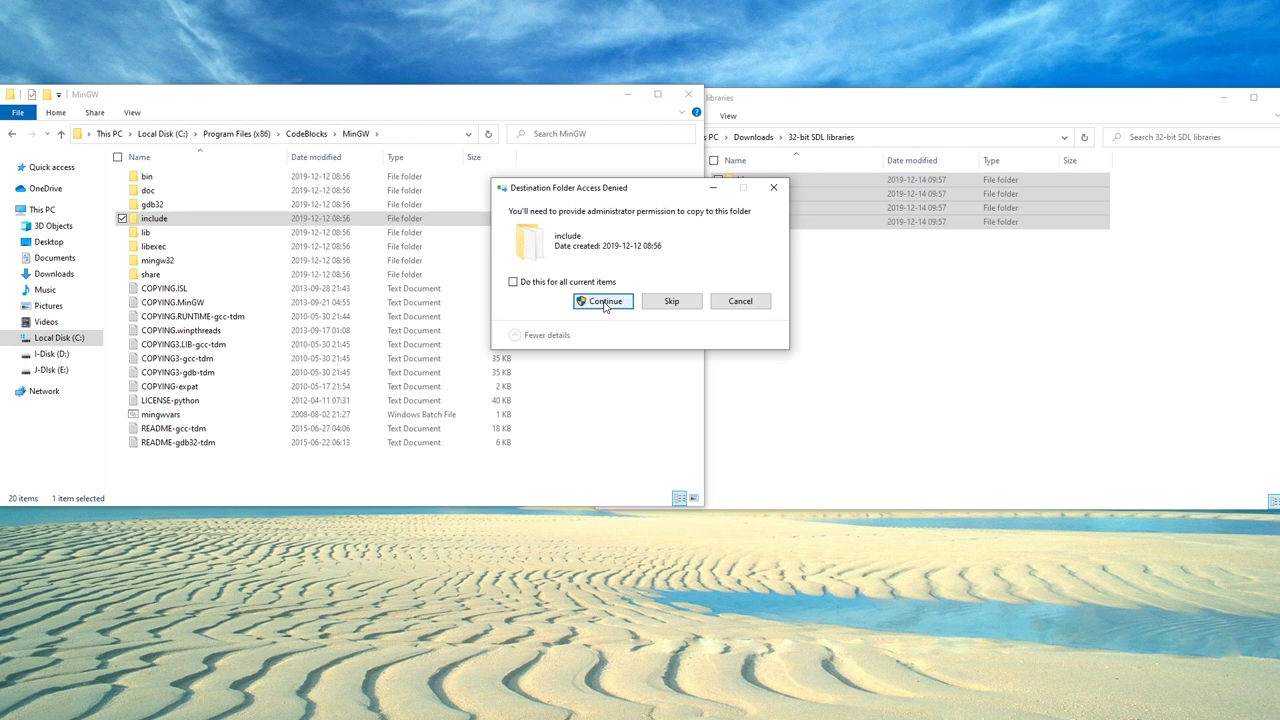 MinGW
File Home Share View
This PC Local Disk (C:) Program Files (x86) CodeBlocks MinGW
Search MinGW
Quick access
OneDrive
This PC
3D Objects
Desktop
Documents
Downloads
Music
Pictures
Videos
Local Disk (C:)
I-Disk (D:)
J-DIsk (E:)
Network
Name Date modified Type Size
bin 2019-12-12 08:56 File folder
doc 2019-12-12 08:56 File folder
gdb32 2019-12-12 08:56 File folder
include 2019-12-12 08:56 File folder
lib 2019-12-12 08:56 File folder
libexec 2019-12-12 08:56 File folder
mingw32 2019-12-12 08:56 File folder
share 2019-12-12 08:56 File folder
COPYING.ISL 2013-09-28 21:43 Text Document
COPYING.MinGW 2013-09-21 04:55 Text Document
COPYING.RUNTIME-gcc-tdm 2010-05-30 21:44 Text Document
COPYING.winpthreads 2013-09-17 01:08 Text Document
COPYING3.LIB-gcc-tdm 2010-05-30 21:45 Text Document
COPYING3-gcc-tdm 2010-05-30 21:45 Text Document 35 KB
COPYING3-gdb-tdm 2010-05-30 21:45 Text Document 35 KB
COPYING-expat 2010-05-17 21:54 Text Document 2 KB
LICENSE-python 2012-04-11 07:31 Text Document 40 KB
mingwvars 2008-08-02 21:27 Windows Batch File 1 KB
README-gcc-tdm 2015-06-27 04:06 Text Document 18 KB
README-gdb32-tdm 2015-06-22 06:13 Text Document 6 KB
20 items 1 item selected
Destination Folder Access Denied
You'll need to provide administrator permission to copy to this folder
include
Date created: 2019-12-12 08:56
Do this for all current items
Continue Skip Cancel
Fewer details
libraries
View
PC Downloads 32-bit SDL libraries
Search 32-bit SDL libraries
Name Date modified Type Size
2019-12-14 09:57 File folder
2019-12-14 09:57 File folder
2019-12-14 09:57 File folder
2019-12-14 09:57 File folder